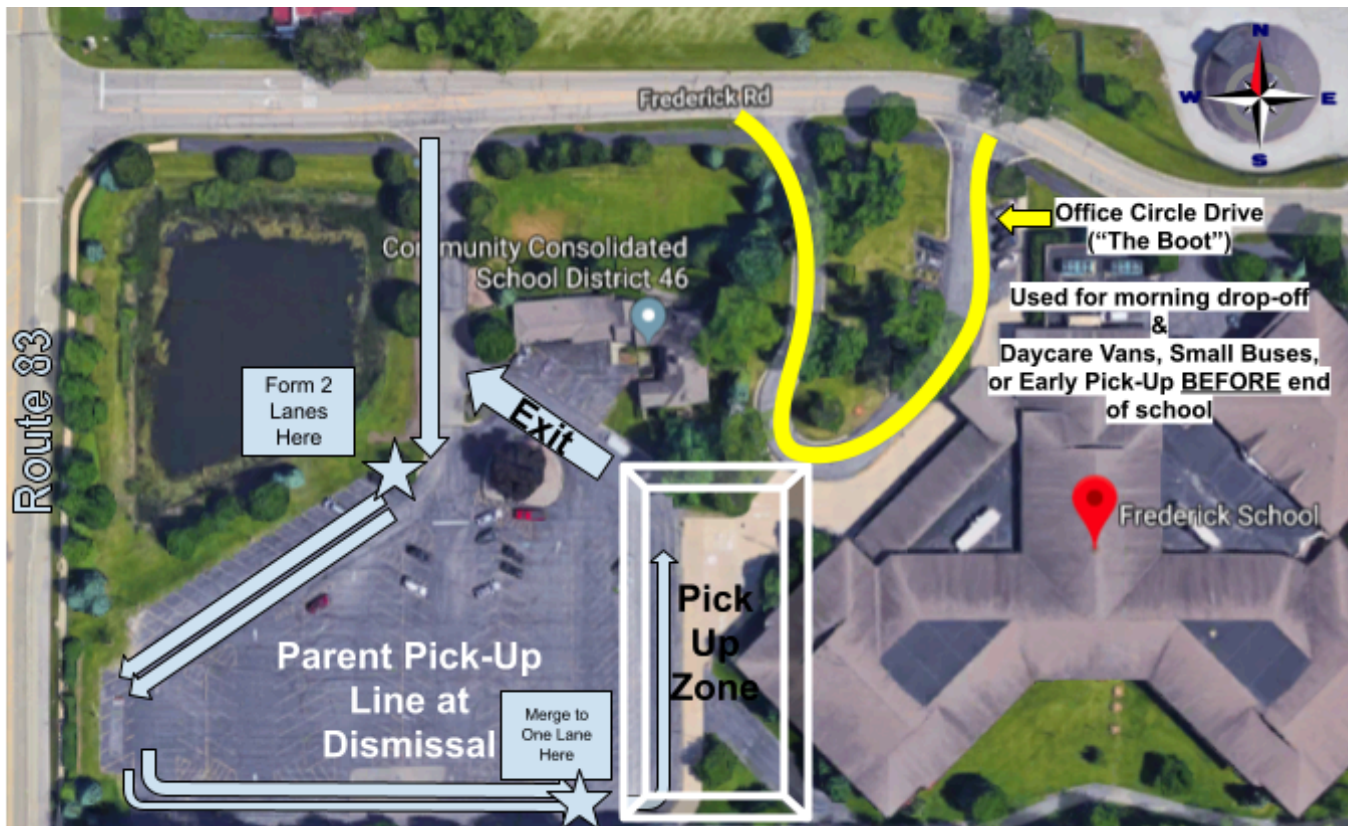 Frederick Rd
N
W E
S
Office Circle Drive
(“The Boot”)
Used for morning drop-off
&
Daycare Vans, Small Buses,
or Early Pick-Up BEFORE end
of school
Community Consolidated
School District 46
Route 83
Form 2
Lanes
Here
Exit
Frederick School
Pick
Up
Zone
Parent Pick-Up
Line at
Dismissal
Merge to
One Lane
Here